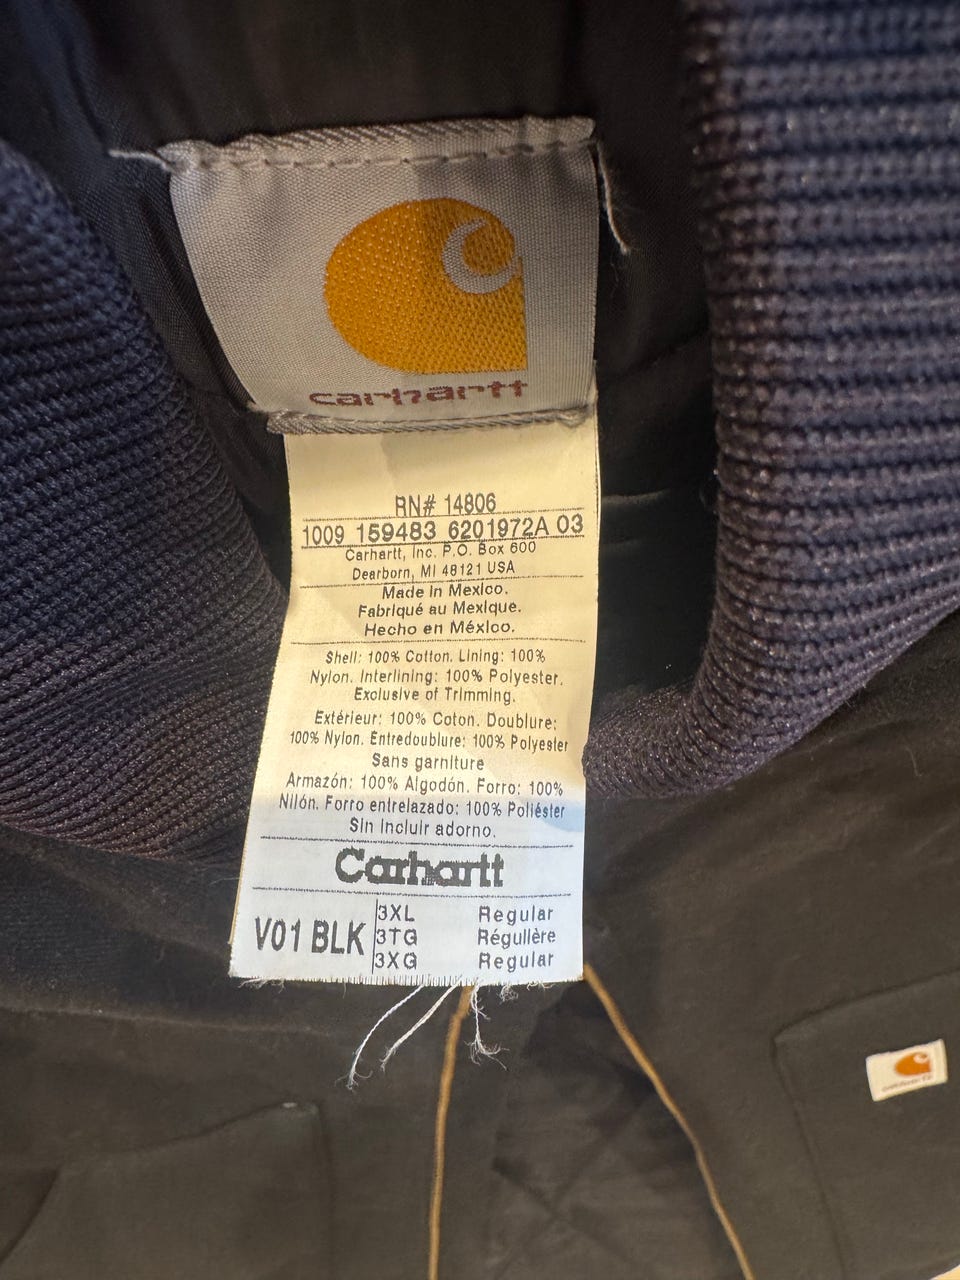 carhartt
RN# 14806
1009 159483 6201972A 03
Carhartt, Inc. P.O. Box 600
Dearborn, MI 48121 USA
Made in Mexico.
Fabriqué au Mexique.
Hecho en México.
Shell: 100% Cotton. Lining: 100%
Nylon. Interlining: 100% Polyester.
Exclusive of Trimming.
Extérieur: 100% Coton. Doublure:
100% Nylon. Entredoublure: 100% Polyester
Sans garniture
Armazón: 100% Algodón. Forro: 100%
Nilón. Forro entrelazado: 100% Poliéster
Sin incluir adorno.
Carhartt
V01 BLK
3XL Regular
3TG Régulière
3XG Regular
carhartt